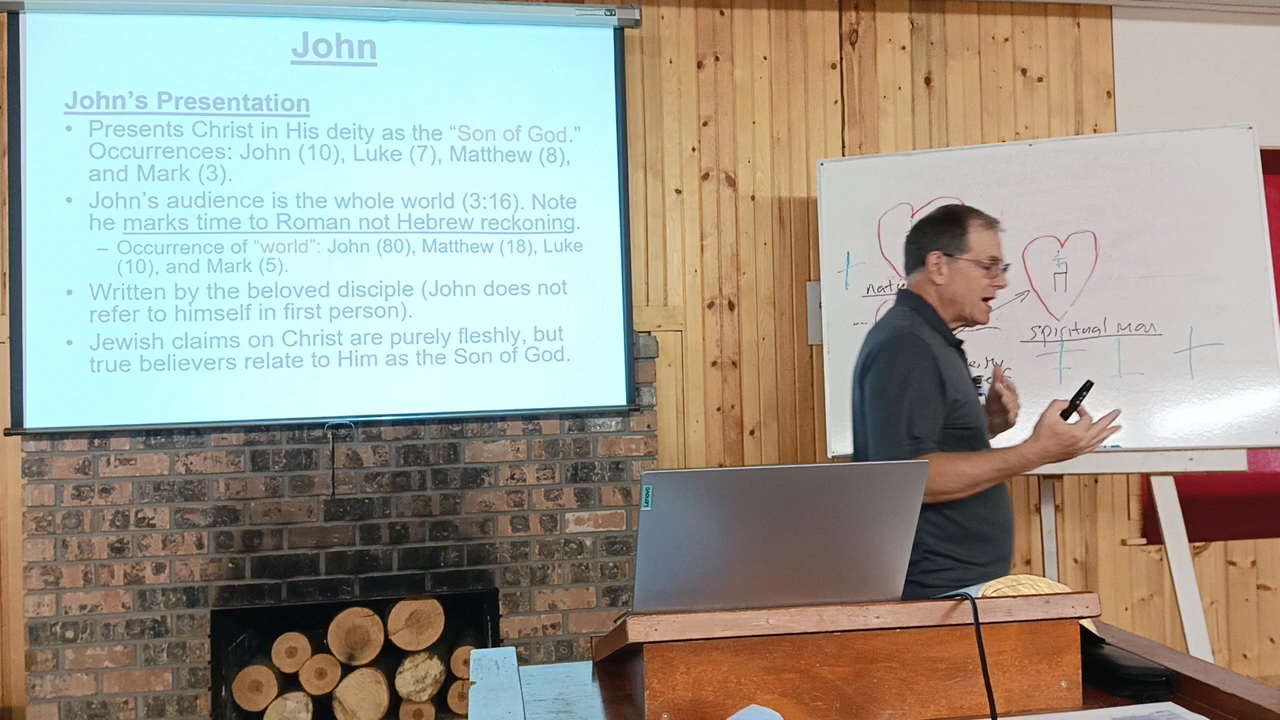 John
John's Presentation
• Presents Christ in His deity as the “Son of God.”
Occurrences: John (10), Luke (7), Matthew (8),
and Mark (3).
• John's audience is the whole world (3:16). Note
he marks time to Roman not Hebrew reckoning.
– Occurrence of “world”: John (80), Matthew (18), Luke
(10), and Mark (5).
• Written by the beloved disciple (John does not
refer to himself in first person).
• Jewish claims on Christ are purely fleshly, but
true believers relate to Him as the Son of God.
spiritual man
Lenovo